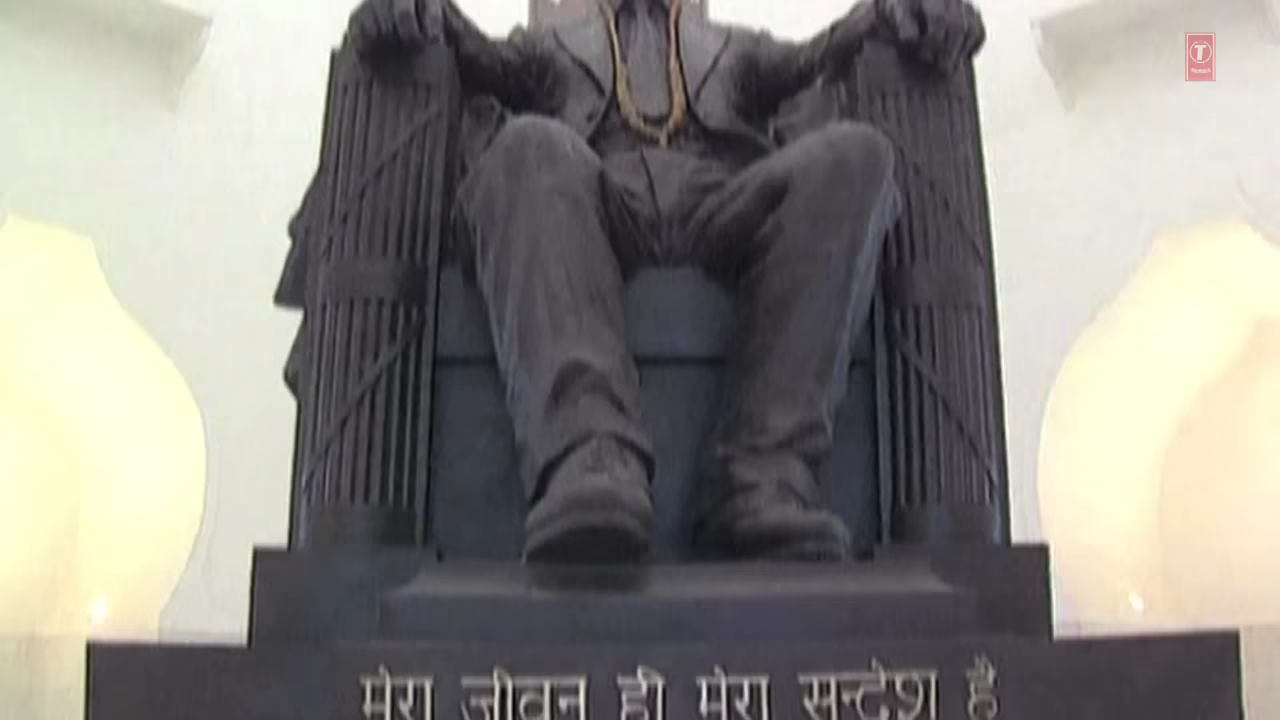 मेरा जीवन ही मेरा सन्देश है